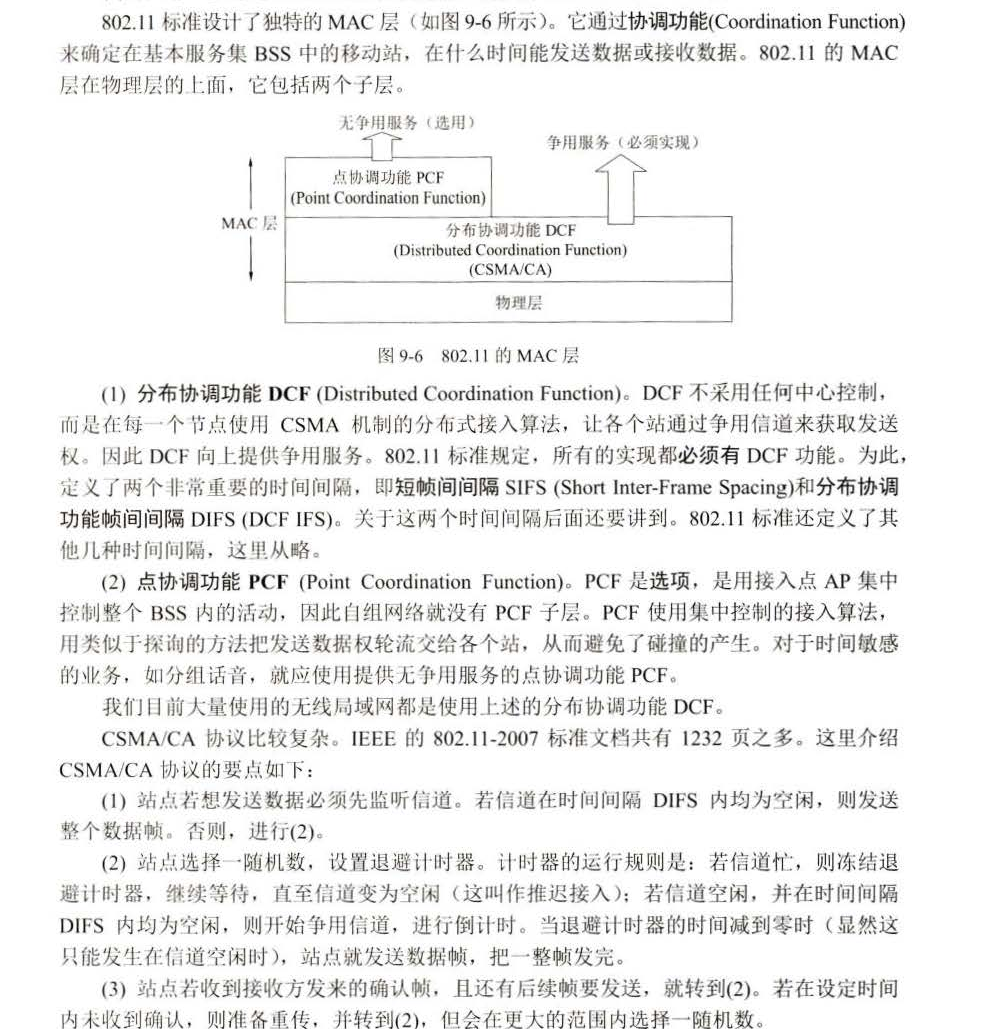 802.11 标准设计了独特的 MAC 层（如图 9-6 所示）。它通过协调功能(Coordination Function)
来确定在基本服务集 BSS 中的移动站，在什么时间能发送数据或接收数据。802.11 的 MAC
层在物理层的上面，它包括两个子层。
无争用服务（选用）
争用服务（必须实现）
点协调功能 PCF
(Point Coordination Function)
MAC 层
分布协调功能 DCF
(Distributed Coordination Function)
(CSMA/CA)
物理层
图 9-6 802.11 的 MAC 层
(1) 分布协调功能 DCF (Distributed Coordination Function)。DCF 不采用任何中心控制，
而是在每一个节点使用 CSMA 机制的分布式接入算法，让各个站通过争用信道来获取发送
权。因此 DCF 向上提供争用服务。802.11 标准规定，所有的实现都必须有 DCF 功能。为此，
定义了两个非常重要的时间间隔，即短帧间间隔 SIFS (Short Inter-Frame Spacing)和分布协调
功能帧间间隔 DIFS (DCF IFS)。关于这两个时间间隔后面还要讲到。802.11 标准还定义了其
他几种时间间隔，这里从略。
(2) 点协调功能 PCF (Point Coordination Function)。PCF 是选项，是用接入点 AP 集中
控制整个 BSS 内的活动，因此自组网络就没有 PCF 子层。PCF 使用集中控制的接入算法，
用类似于探询的方法把发送数据权轮流交给各个站，从而避免了碰撞的产生。对于时间敏感
的业务，如分组话音，就应使用提供无争用服务的点协调功能 PCF。
我们目前大量使用的无线局域网都是使用上述的分布协调功能 DCF。
CSMA/CA 协议比较复杂。IEEE 的 802.11-2007 标准文档共有 1232 页之多。这里介绍
CSMA/CA 协议的要点如下：
(1) 站点若想发送数据必须先监听信道。若信道在时间间隔 DIFS 内均为空闲，则发送
整个数据帧。否则，进行(2)。
(2) 站点选择一随机数，设置退避计时器。计时器的运行规则是：若信道忙，则冻结退
避计时器，继续等待，直至信道变为空闲（这叫作推迟接入）；若信道空闲，并在时间间隔
DIFS 内均为空闲，则开始争用信道，进行倒计时。当退避计时器的时间减到零时（显然这
只能发生在信道空闲时），站点就发送数据帧，把一整帧发完。
(3) 站点若收到接收方发来的确认帧，且还有后续帧要发送，就转到(2)。若在设定时间
内未收到确认，则准备重传，并转到(2)，但会在更大的范围内选择一随机数。